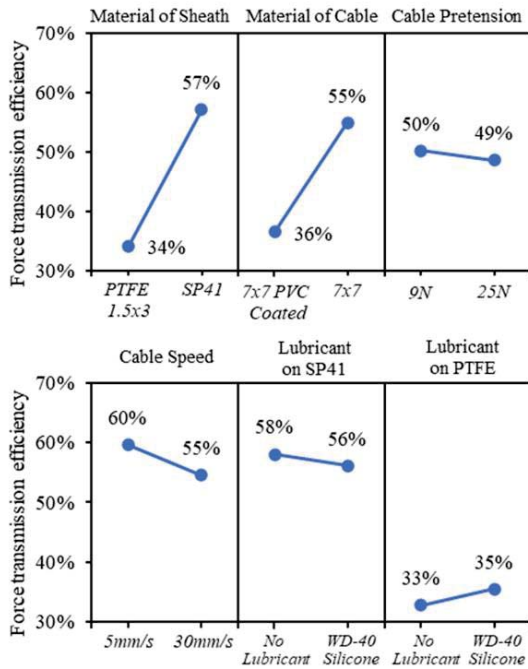 Material of Sheath
Material of Cable
Cable Pretension
Force transmission efficiency
70%
60%
50%
40%
30%
57%
34%
55%
36%
50%
49%
PTFE
1.5x3
SP41
7x7 PVC
Coated
7x7
9N
25N
Cable Speed
Lubricant
on SP41
Lubricant
on PTFE
Force transmission efficiency
70%
60%
50%
40%
30%
60%
55%
58%
56%
33%
35%
5mm/s
30mm/s
No
Lubricant
WD-40
Silicone
No
Lubricant
WD-40
Silicone